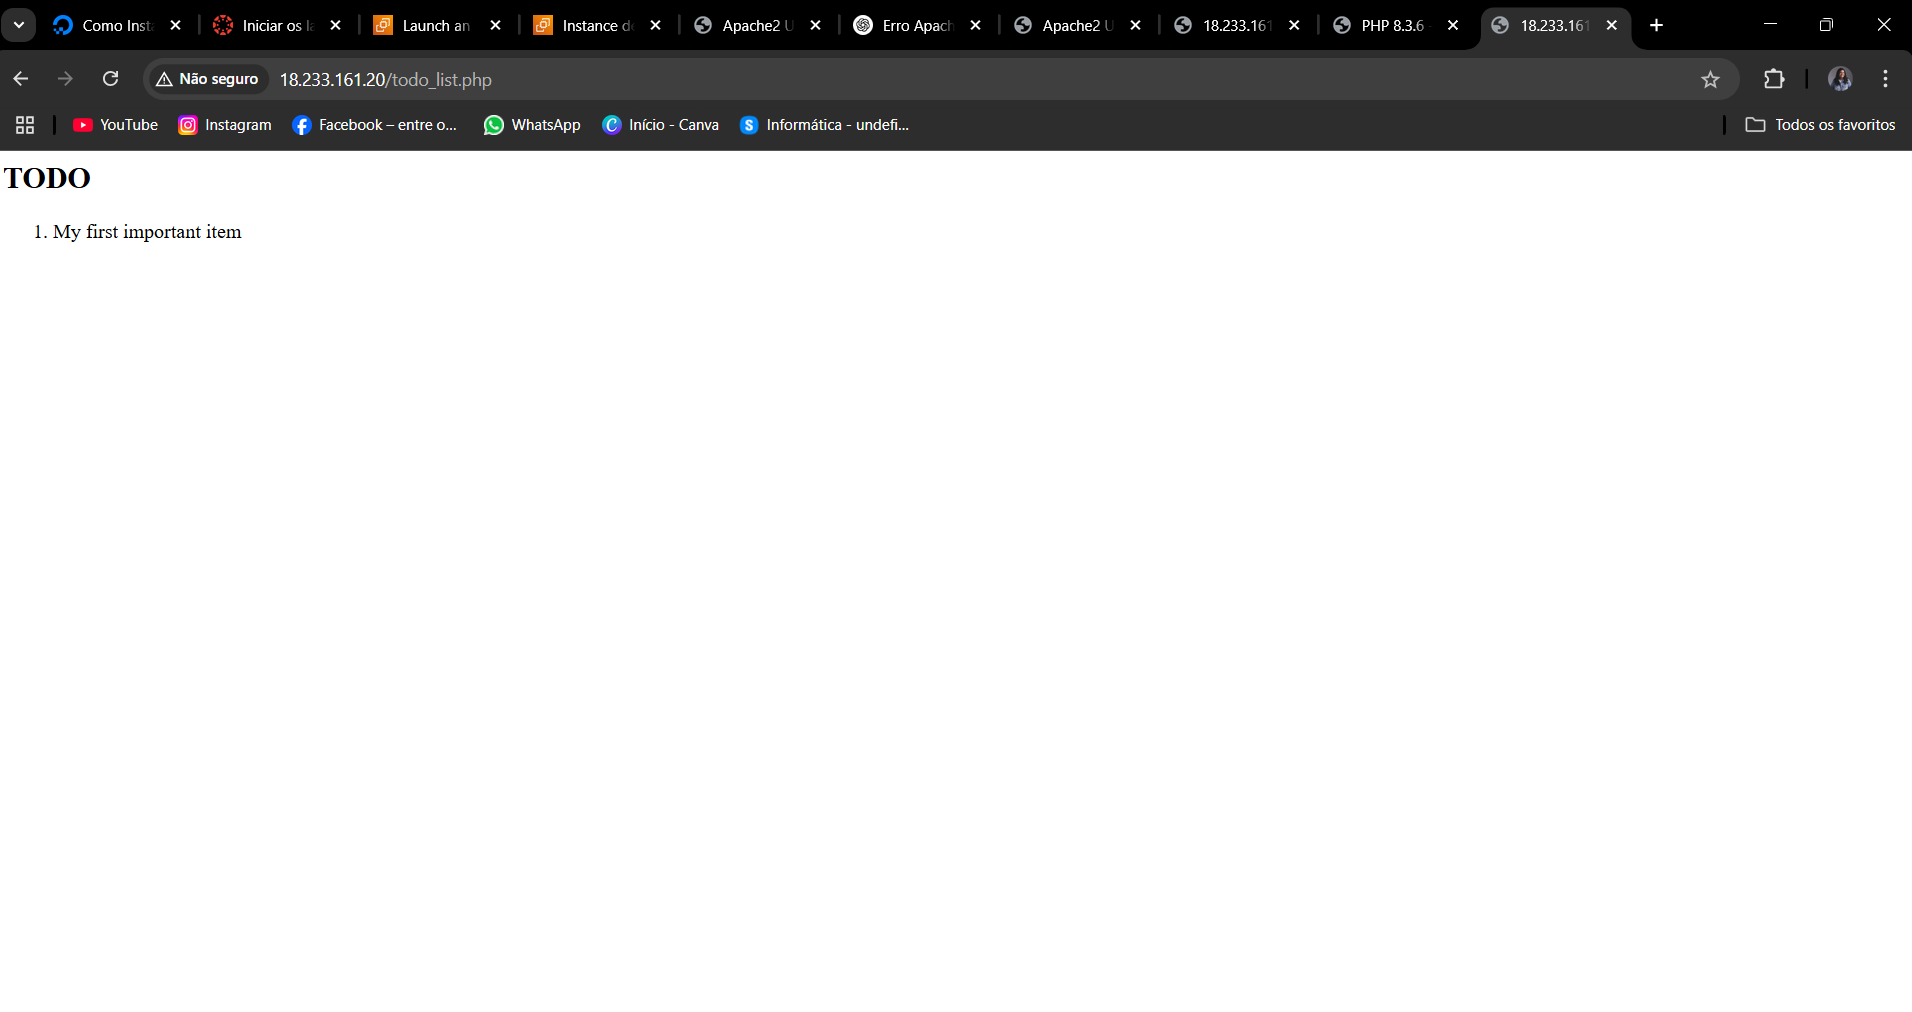 Como Inst
Iniciar os la
Launch an
Instance de
Apache2 U
Erro Apach
Apache2 U
18.233.161
PHP 8.3.6
18.233.161
Não seguro
18.233.161.20/todo_list.php
YouTube
Instagram
Facebook – entre o...
WhatsApp
Início - Canva
Informática - undefi...
Todos os favoritos
TODO
1. My first important item